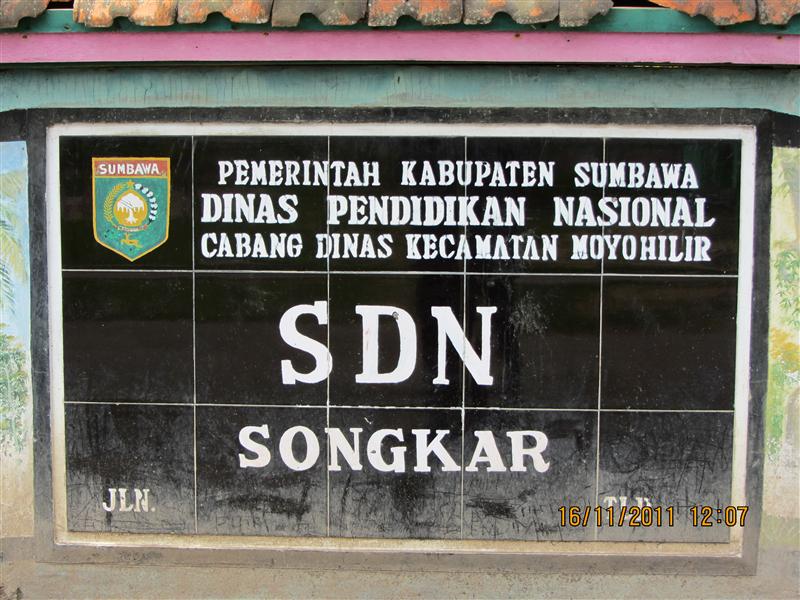 SUMBAWA
PEMERINTAH KABUPATEN SUMBAWA
DINAS PENDIDIKAN NASIONAL
CABANG DINAS KECAMATAN MOYOHILIR
SDN
SONGKAR
JLN.
16/11/2011 12:07